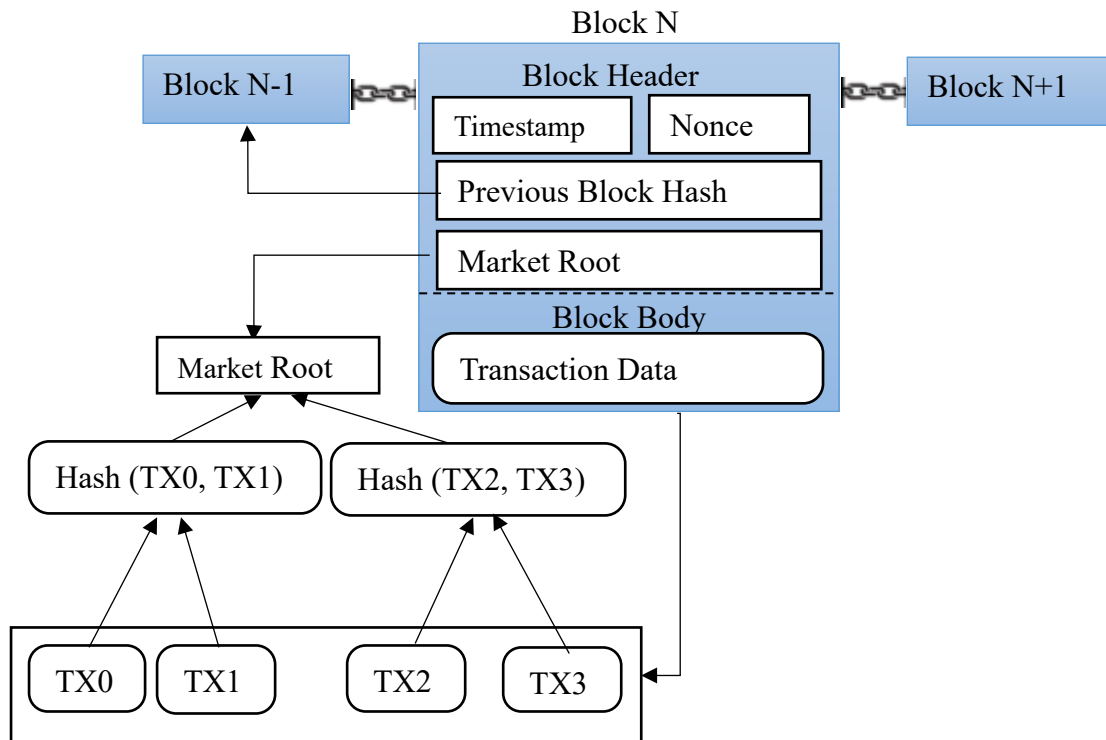 Block N
Block N-1
Block Header
Block N+1
Timestamp
Nonce
Previous Block Hash
Market Root
Block Body
Transaction Data
Market Root
Hash (TX0, TX1)
Hash (TX2, TX3)
TX0
TX1
TX2
TX3